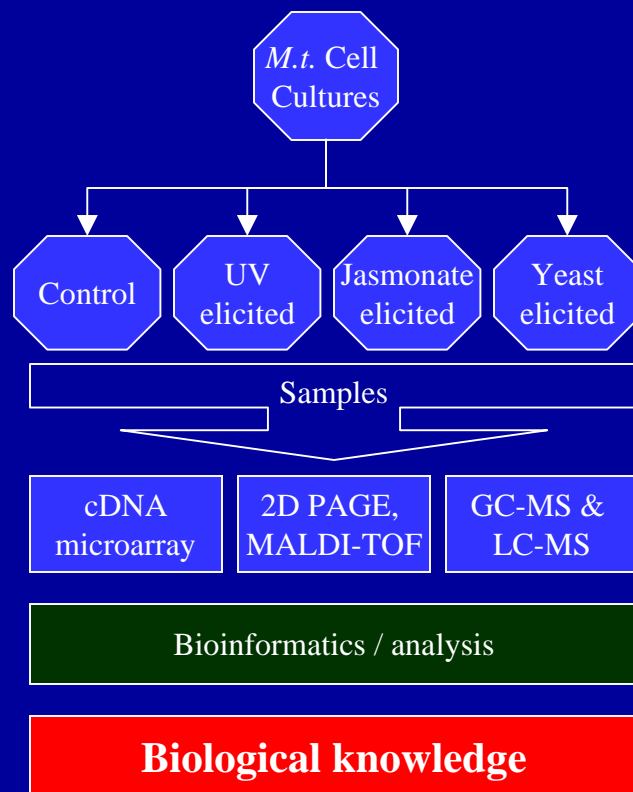 M.t. Cell
Cultures
Control
UV
elicited
Jasmonate
elicited
Yeast
elicited
Samples
cDNA
microarray
2D PAGE,
MALDI-TOF
GC-MS &
LC-MS
Bioinformatics / analysis
Biological knowledge